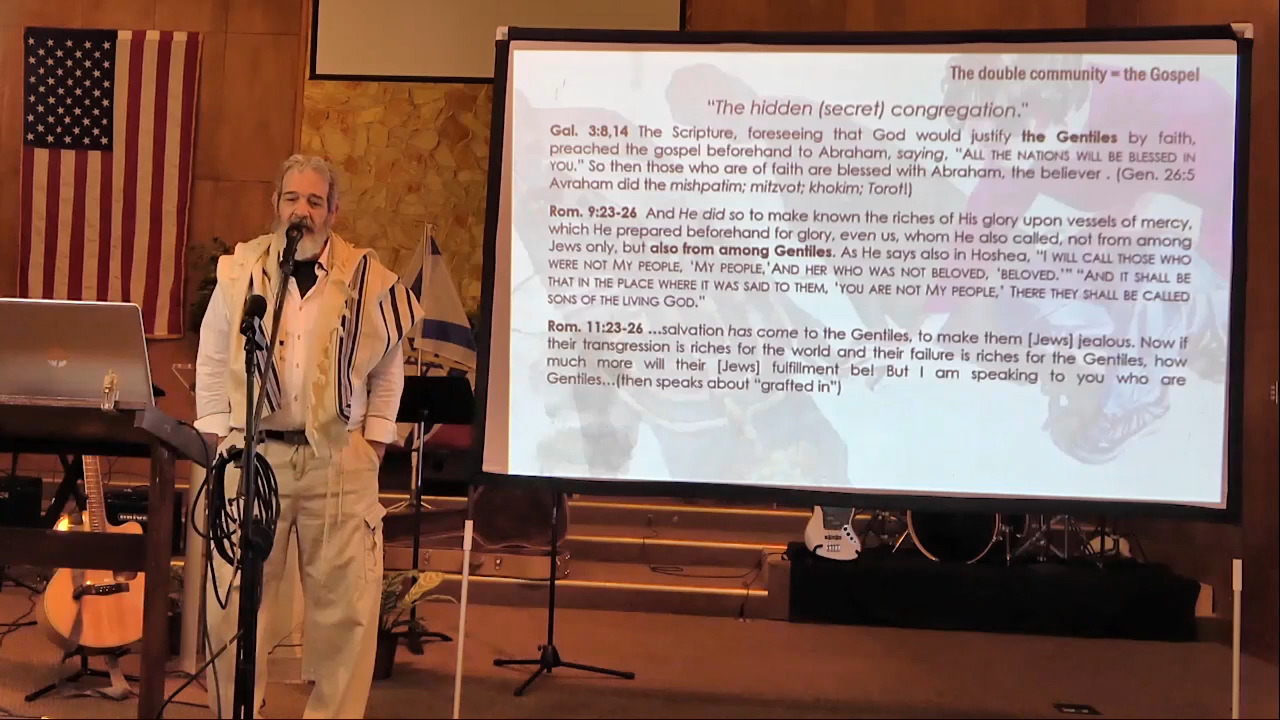 The double community = the Gospel
"The hidden (secret) congregation."
Gal. 3:8,14 The Scripture, foreseeing that God would justify the Gentiles by faith,
preached the gospel beforehand to Abraham, saying, "ALL THE NATIONS WILL BE BLESSED IN
YOU." So then those who are of faith are blessed with Abraham, the believer . (Gen. 26:5
Avraham did the mishpatim; mitzvot; khokim; Torot!)
Rom. 9:23-26 And He did so to make known the riches of His glory upon vessels of mercy,
which He prepared beforehand for glory, even us, whom He also called, not from among
Jews only, but also from among Gentiles. As He says also in Hoshea, "I WILL CALL THOSE WHO
WERE NOT MY PEOPLE, 'MY PEOPLE,'AND HER WHO WAS NOT BELOVED, 'BELOVED.'" "AND IT SHALL BE
THAT IN THE PLACE WHERE IT WAS SAID TO THEM, 'YOU ARE NOT MY PEOPLE,' THERE THEY SHALL BE CALLED
SONS OF THE LIVING GOD."
Rom. 11:23-26 ...salvation has come to the Gentiles, to make them [Jews] jealous. Now if
their transgression is riches for the world and their failure is riches for the Gentiles, how
much more will their [Jews] fulfillment be! But I am speaking to you who are
Gentiles...(then speaks about "grafted in")